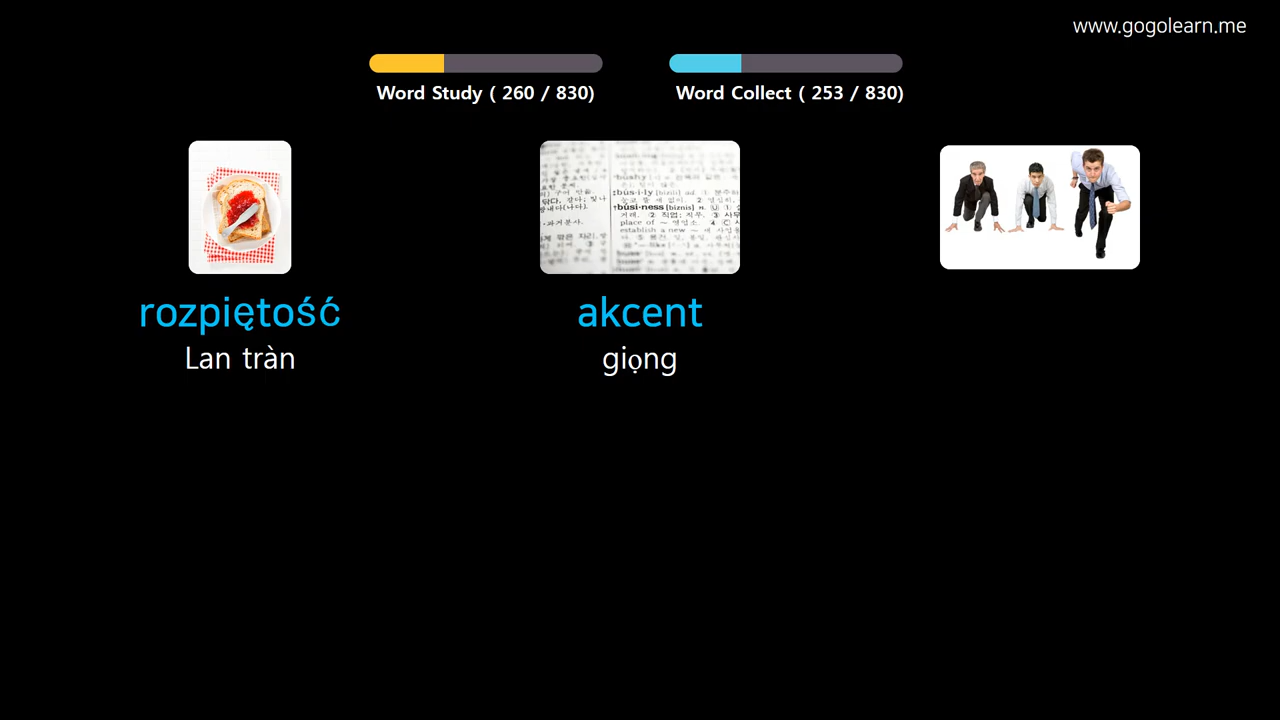 www.gogolearn.me
Word Study ( 260 / 830)
Word Collect ( 253 / 830)
rozpiętość
Lan tràn
akcent
giọng